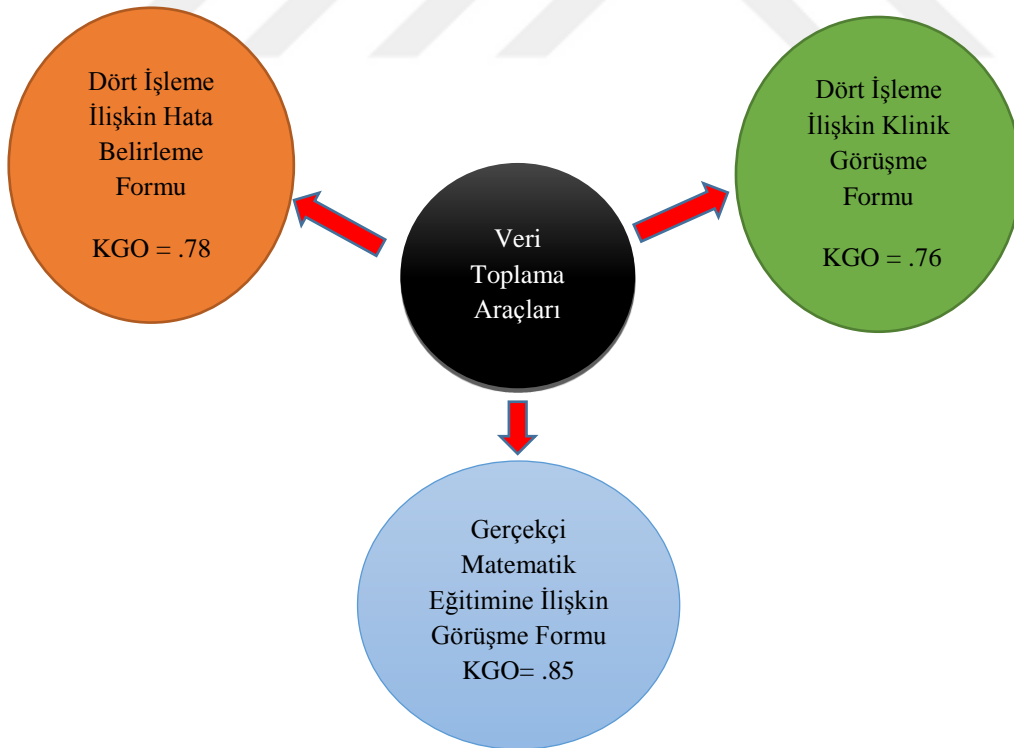 Dört İşleme
İlişkin Hata
Belirleme
Formu
KGO = .78
Veri
Toplama
Araçları
Dört İşleme
İlişkin Klinik
Görüşme
Formu
KGO = .76
Gerçekçi
Matematik
Eğitimine İlişkin
Görüşme Formu
KGO= .85